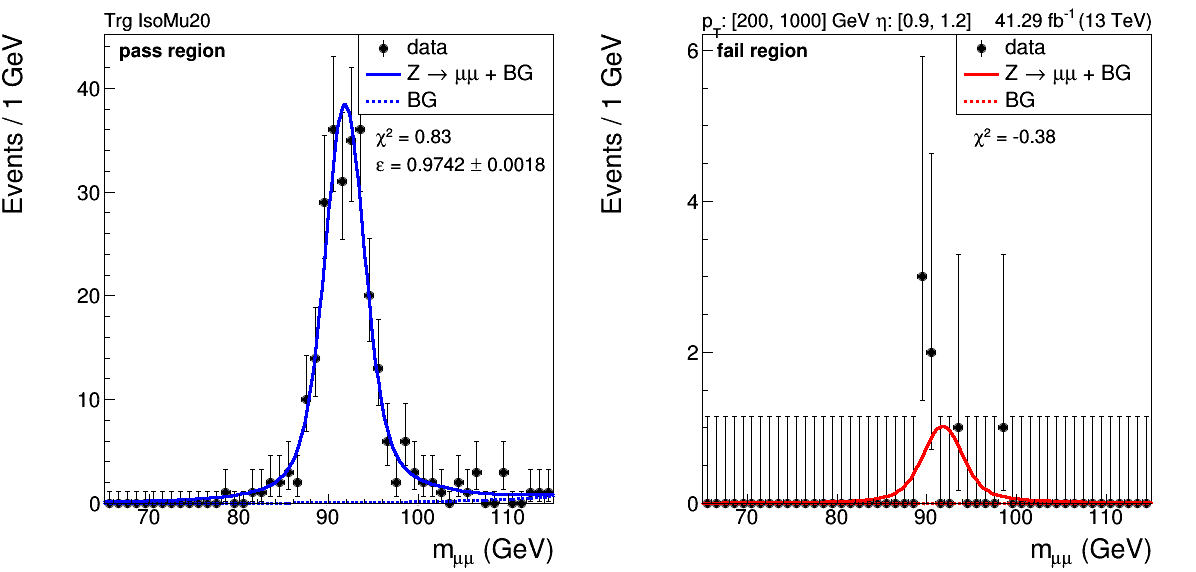 Trg IsoMu20
pass region
data
Z → μμ + BG
BG
χ² = 0.83
ε = 0.9742 ± 0.0018
Events / 1 GeV
40
30
20
10
0
70 80 90 100 110
m_μμ (GeV)
p_T: [200, 1000] GeV η: [0.9, 1.2] 41.29 fb⁻¹ (13 TeV)
fail region
data
Z → μμ + BG
BG
χ² = -0.38
Events / 1 GeV
6
4
2
0
70 80 90 100 110
m_μμ (GeV)